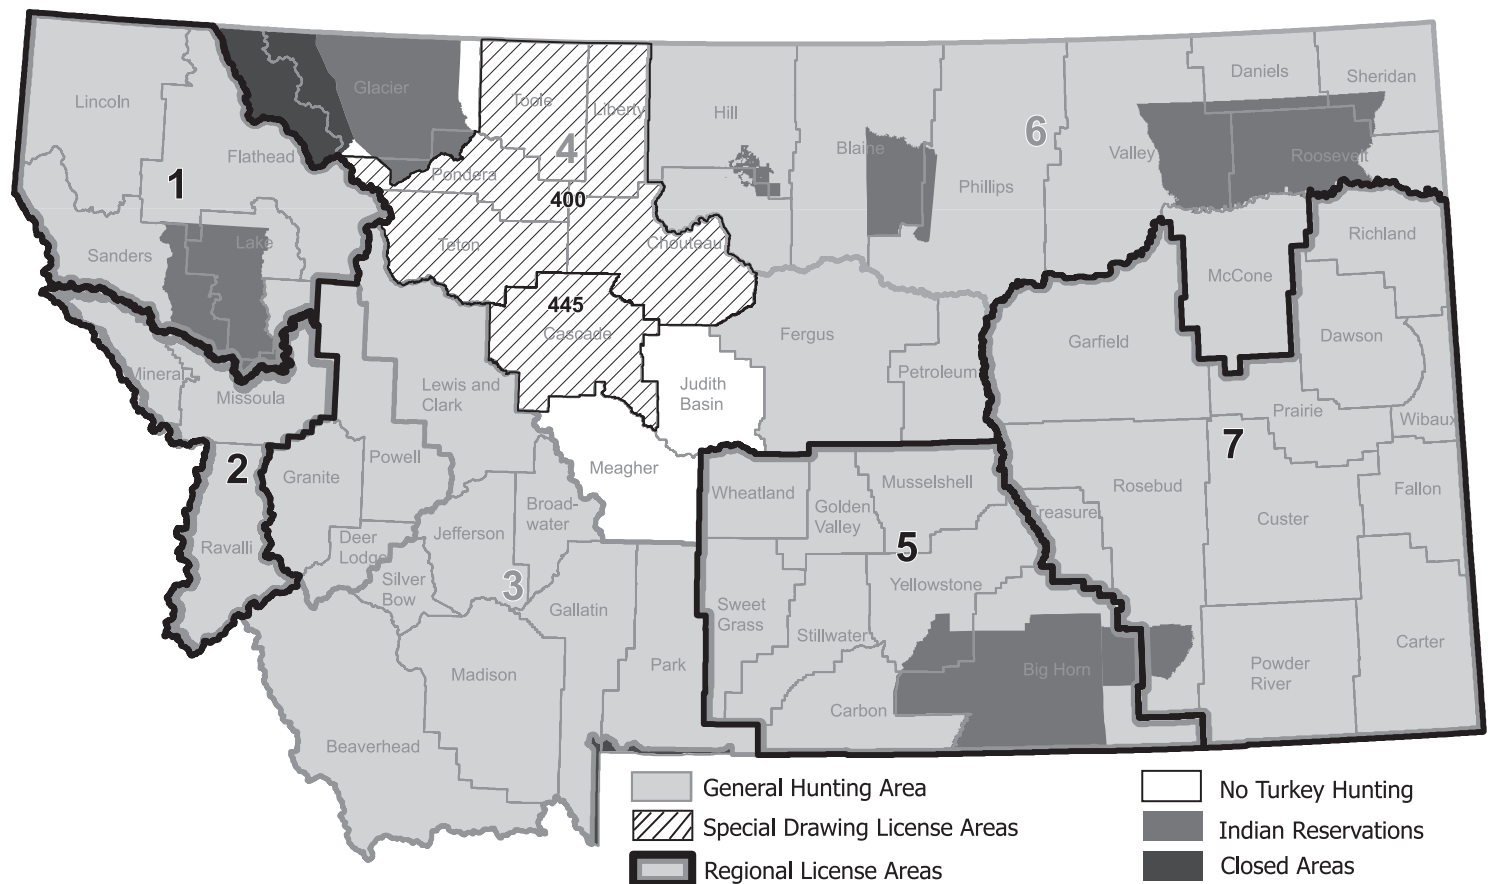 Daniels
Sheridan
Glacier
Lincoln
Toole
Liberty
Hill
6
4
Blaine
Valley
Roosevelt
Flathead
1
Pondera
Phillips
400
Richland
Lake
Teton
Chouteau
Sanders
McCone
445
Cascade
Fergus
Garfield
Dawson
Mineral
Petroleum
Lewis and
Clark
Judith
Basin
Missoula
Prairie
Wibaux
2
Granite
Powell
Meagher
7
Wheatland
Musselshell
Rosebud
Fallon
Broad-
water
Golden
Valley
Treasure
Custer
Jefferson
Ravalli
Deer
Lodge
5
Silver
Bow
3
Yellowstone
Gallatin
Sweet
Grass
Stillwater
Carter
Park
Big Horn
Powder
River
Madison
Carbon
Beaverhead
General Hunting Area
No Turkey Hunting
Special Drawing License Areas
Indian Reservations
Regional License Areas
Closed Areas